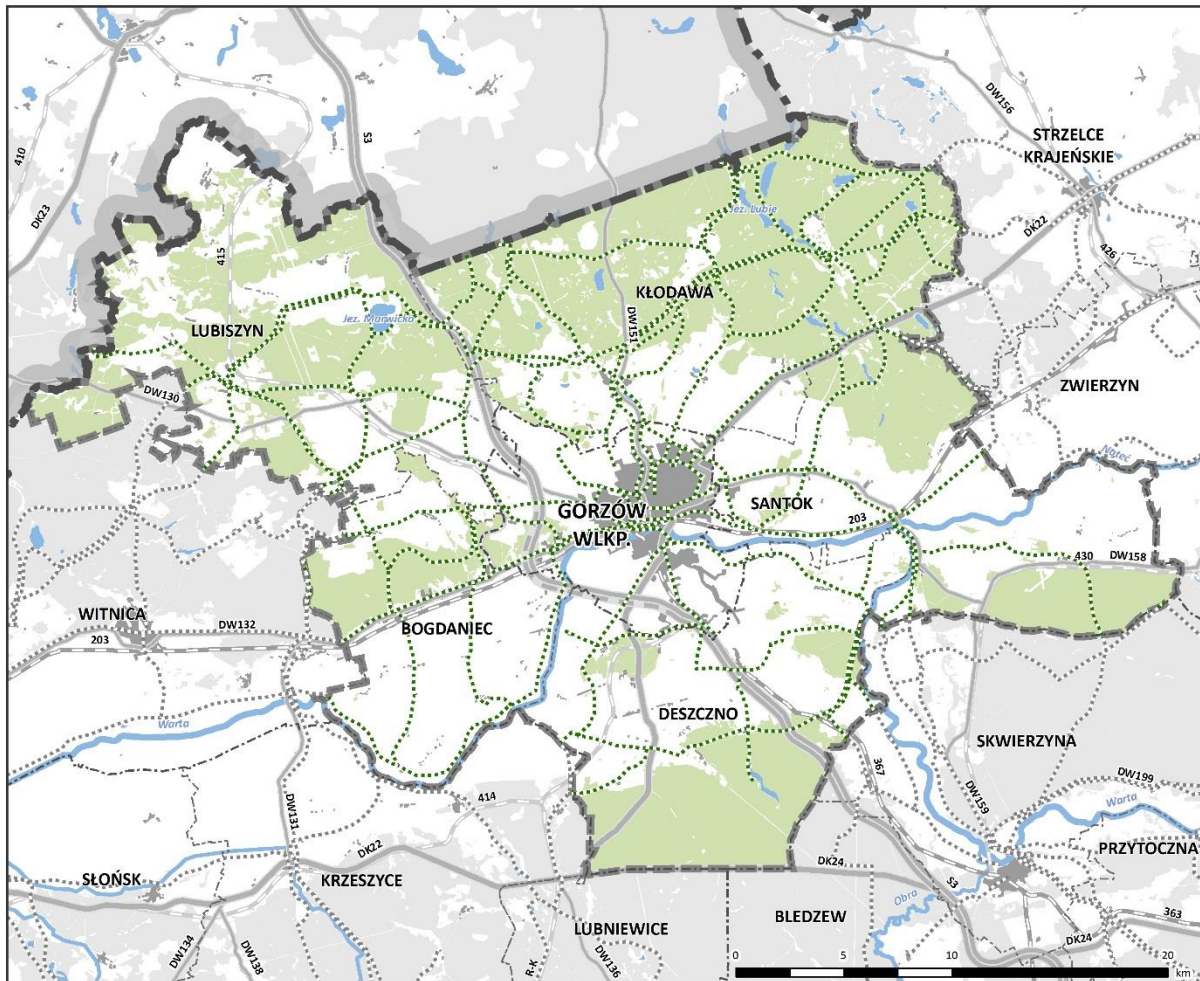 DW156
STRZELCE
KRAJEŃSKIE
410
S3
DK23
Jez. Lubie
DK22
415
426
KŁODAWA
LUBISZYN
Jez. Marwicko
DW151
ZWIERZYN
DW130
Noteć
SANTOK
GORZÓW
WLKP.
203
430
DW158
WITNICA
DW132
BOGDANIEC
203
DESZCZNO
Warta
SKWIERZYNA
367
DW199
414
DW159
Warta
DW131
DK22
DK24
PRZYTOCZNA
SŁOŃSK
KRZESZYCE
S3
Obra
BLEDZEW
LUBNIEWICE
363
DK24
DW134
DW138
R-K
DW136
0
5
10
20
km